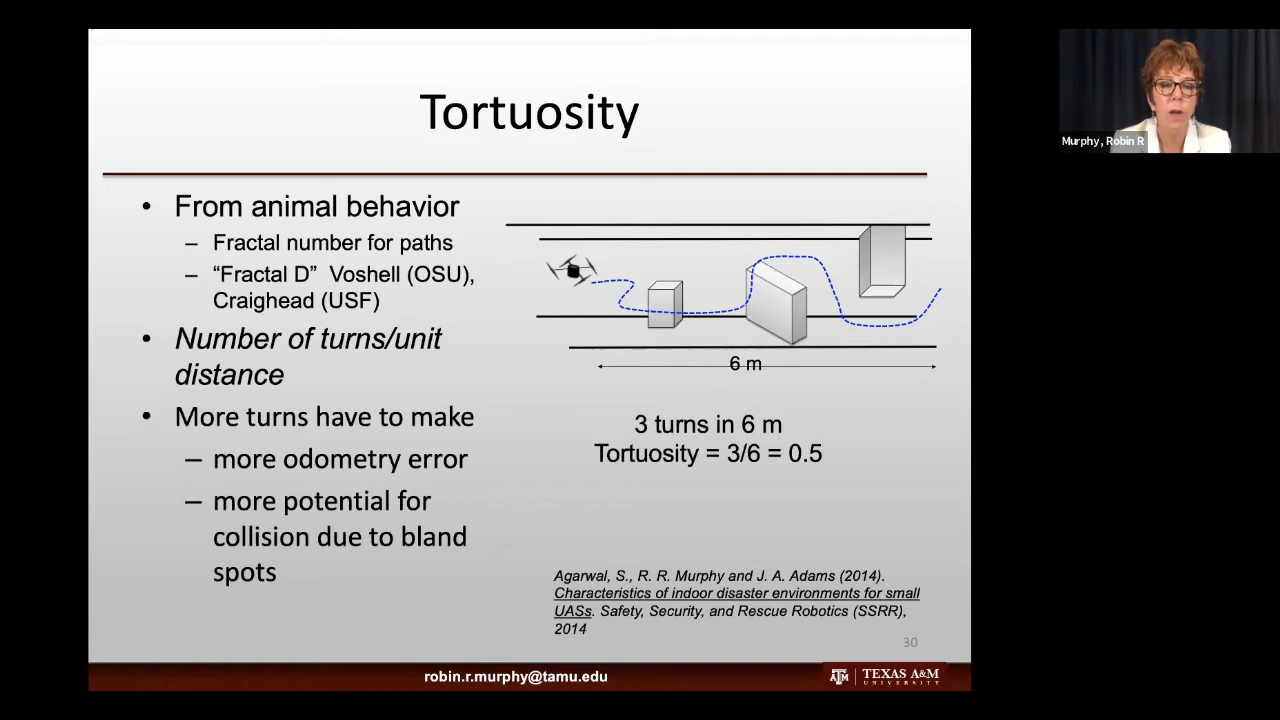 Tortuosity
Murphy, Robin R
• From animal behavior
– Fractal number for paths
– “Fractal D” Voshell (OSU),
Craighead (USF)
• Number of turns/unit
distance
• More turns have to make
– more odometry error
– more potential for
collision due to bland
spots
6 m
3 turns in 6 m
Tortuosity = 3/6 = 0.5
Agarwal, S., R. R. Murphy and J. A. Adams (2014).
Characteristics of indoor disaster environments for small
UASs. Safety, Security, and Rescue Robotics (SSRR),
2014
30
robin.r.murphy@tamu.edu
ATM
TEXAS A&M
UNIVERSITY